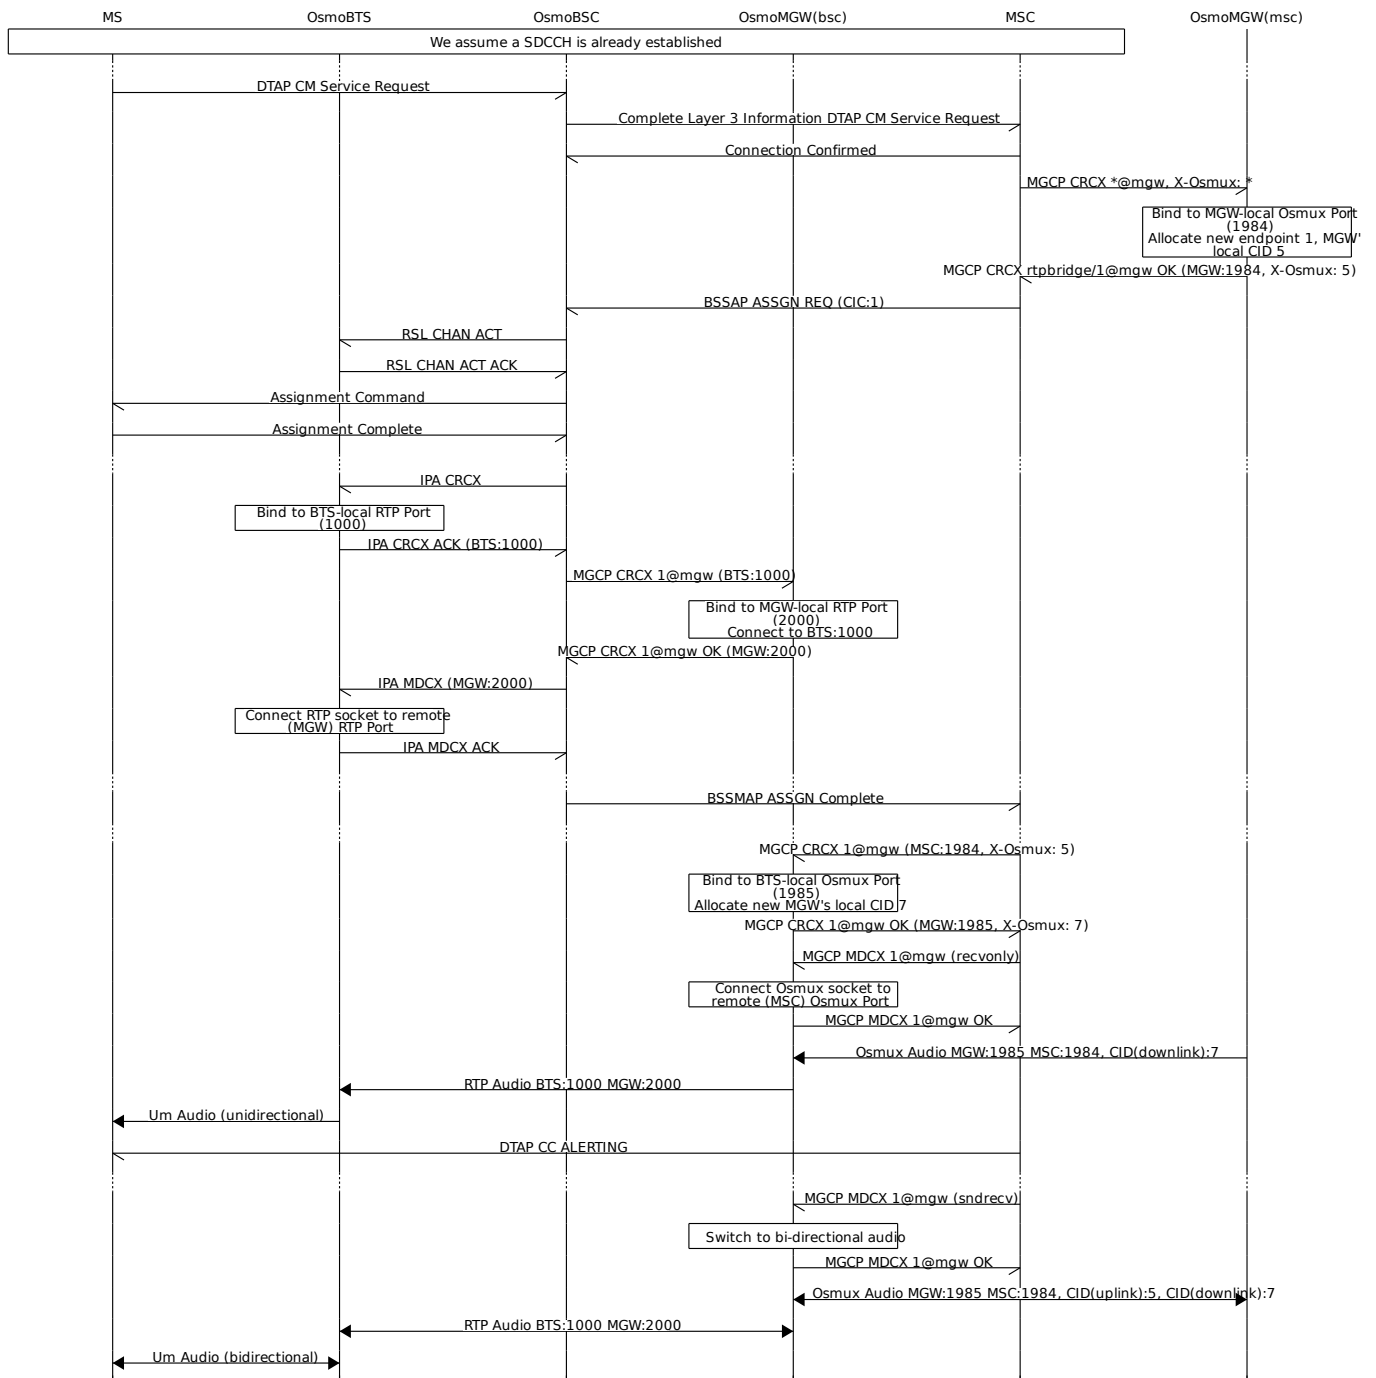 MS OsmoBTS OsmoBSC OsmoMGW(bsc) MSC OsmoMGW(msc)
We assume a SDCCH is already established
DTAP CM Service Request
Complete Layer 3 Information DTAP CM Service Request
Connection Confirmed
MGCP CRCX *@mgw, X-Osmux: *
Bind to MGW-local Osmux Port
(1984)
Allocate new endpoint 1, MGW'
local CID 5
MGCP CRCX rtpbridge/1@mgw OK (MGW:1984, X-Osmux: 5)
BSSAP ASSGN REQ (CIC:1)
RSL CHAN ACT
RSL CHAN ACT ACK
Assignment Command
Assignment Complete
IPA CRCX
Bind to BTS-local RTP Port
(1000)
IPA CRCX ACK (BTS:1000)
MGCP CRCX 1@mgw (BTS:1000)
Bind to MGW-local RTP Port
(2000)
Connect to BTS:1000
MGCP CRCX 1@mgw OK (MGW:2000)
IPA MDCX (MGW:2000)
Connect RTP socket to remote
(MGW) RTP Port
IPA MDCX ACK
BSSMAP ASSGN Complete
MGCP CRCX 1@mgw (MSC:1984, X-Osmux: 5)
Bind to BTS-local Osmux Port
(1985)
Allocate new MGW's local CID 7
MGCP CRCX 1@mgw OK (MGW:1985, X-Osmux: 7)
MGCP MDCX 1@mgw (recvonly)
Connect Osmux socket to
remote (MSC) Osmux Port
MGCP MDCX 1@mgw OK
Osmux Audio MGW:1985 MSC:1984, CID(downlink):7
RTP Audio BTS:1000 MGW:2000
Um Audio (unidirectional)
DTAP CC ALERTING
MGCP MDCX 1@mgw (sndrecv)
Switch to bi-directional audio
MGCP MDCX 1@mgw OK
Osmux Audio MGW:1985 MSC:1984, CID(uplink):5, CID(downlink):7
RTP Audio BTS:1000 MGW:2000
Um Audio (bidirectional)